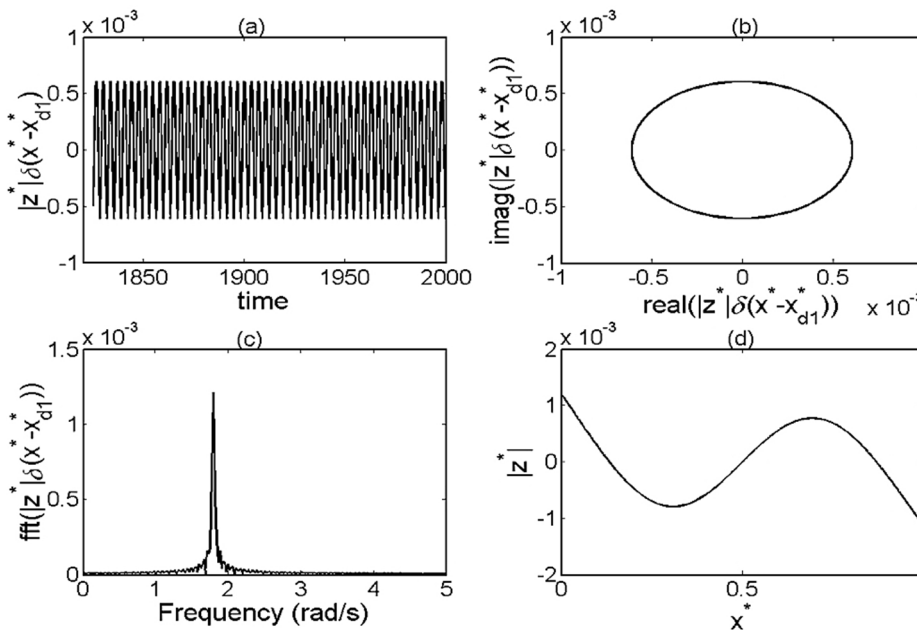 x 10⁻³ (a)
1
0.5
0
-0.5
-1
|z*|δ(x*-x*d1)
1850 1900 1950 2000
time
x 10⁻³ (b)
1
0.5
0
-0.5
-1
imag(|z*|δ(x*-x*d1))
-1 -0.5 0 0.5
real(|z*|δ(x*-x*d1)) x 10⁻³
x 10⁻³ (c)
1.5
1
0.5
0
fft(|z*|δ(x*-x*d1))
0 1 2 3 4 5
Frequency (rad/s)
x 10⁻³ (d)
2
1
0
-1
-2
|z*|
0 0.5
x*